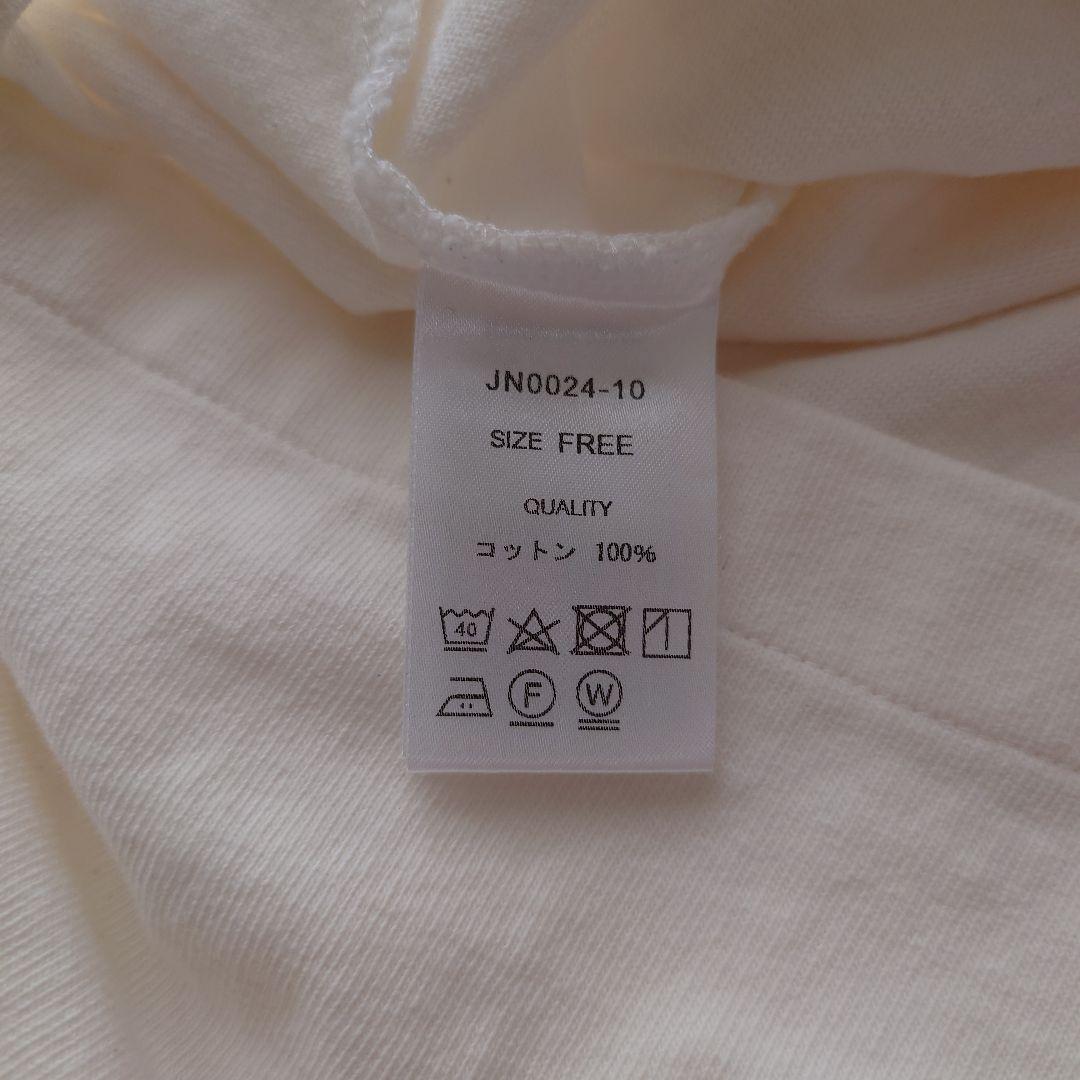 JN0024-10
SIZE FREE
QUALITY
コットン 100%
40
F W